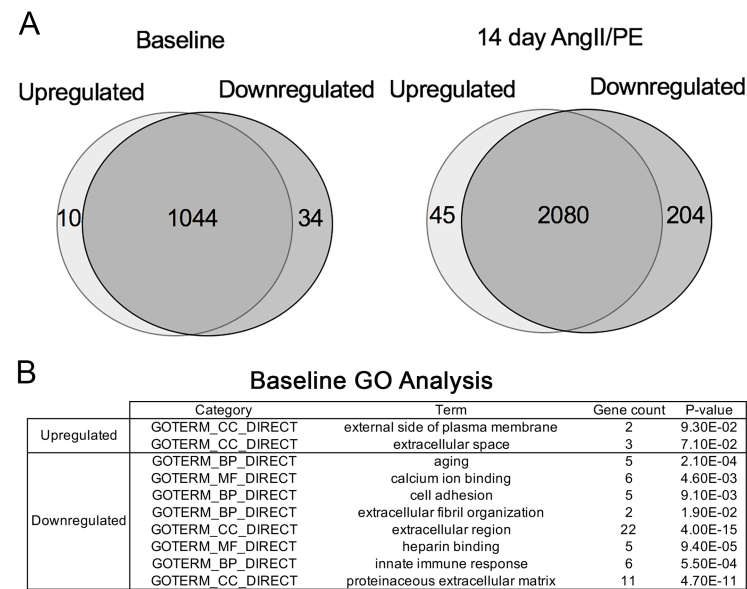 A
Baseline
14 day AngII/PE
Upregulated
Downregulated
Upregulated
Downregulated
10
1044
34
45
2080
204
B
Baseline GO Analysis
Category Term Gene count P-value
Upregulated
GOTERM_CC_DIRECT external side of plasma membrane 2 9.30E-02
GOTERM_CC_DIRECT extracellular space 3 7.10E-02
Downregulated
GOTERM_BP_DIRECT aging 5 2.10E-04
GOTERM_MF_DIRECT calcium ion binding 6 4.60E-03
GOTERM_BP_DIRECT cell adhesion 5 9.10E-03
GOTERM_BP_DIRECT extracellular fibril organization 2 1.90E-02
GOTERM_CC_DIRECT extracellular region 22 4.00E-15
GOTERM_MF_DIRECT heparin binding 5 9.40E-05
GOTERM_BP_DIRECT innate immune response 6 5.50E-04
GOTERM_CC_DIRECT proteinaceous extracellular matrix 11 4.70E-11